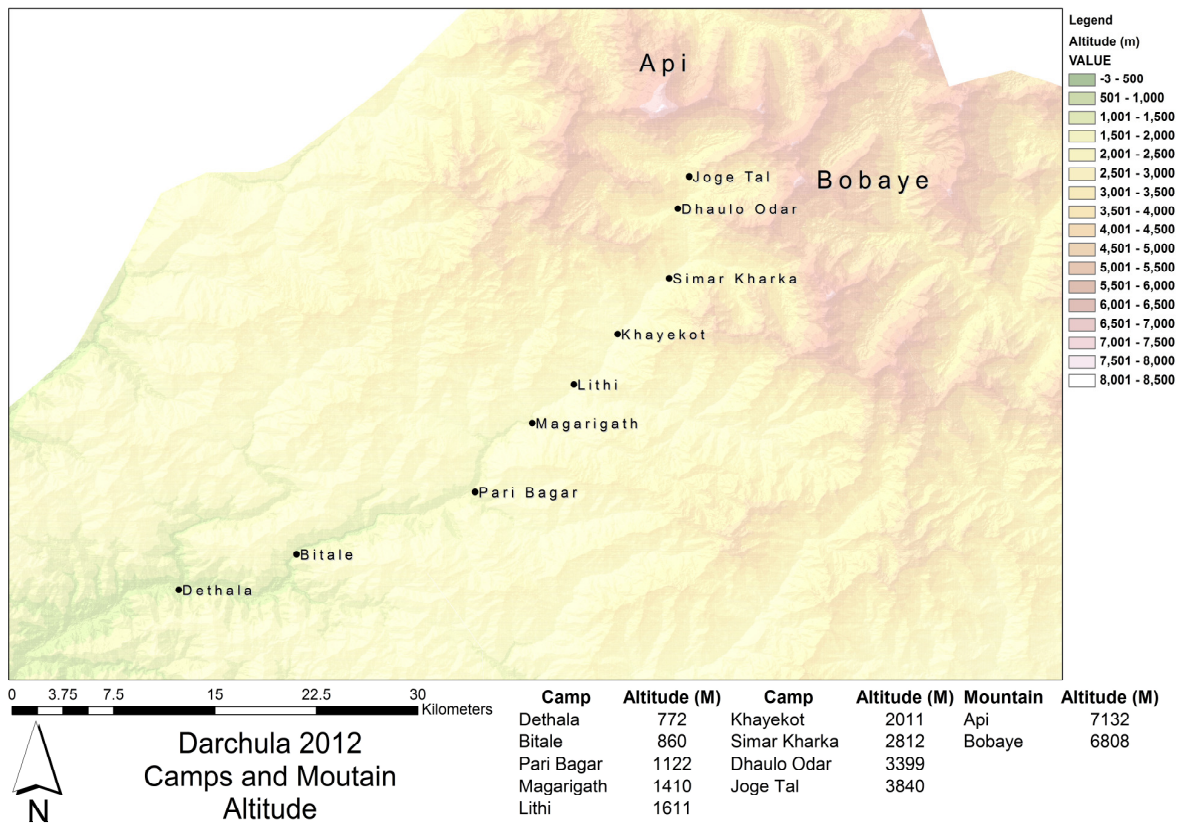 Api
Bobaye
Joge Tal
Dhaulo Odar
Simar Kharka
Khayekot
Lithi
Magarigath
Pari Bagar
Bitale
Dethala
Legend
Altitude (m)
VALUE
-3 - 500
501 - 1,000
1,001 - 1,500
1,501 - 2,000
2,001 - 2,500
2,501 - 3,000
3,001 - 3,500
3,501 - 4,000
4,001 - 4,500
4,501 - 5,000
5,001 - 5,500
5,501 - 6,000
6,001 - 6,500
6,501 - 7,000
7,001 - 7,500
7,501 - 8,000
8,001 - 8,500
0 3.75 7.5 15 22.5 30
Kilometers
N
Darchula 2012
Camps and Moutain
Altitude
Camp Altitude (M) Camp Altitude (M) Mountain Altitude (M)
Dethala 772 Khayekot 2011 Api 7132
Bitale 860 Simar Kharka 2812 Bobaye 6808
Pari Bagar 1122 Dhaulo Odar 3399
Magarigath 1410 Joge Tal 3840
Lithi 1611